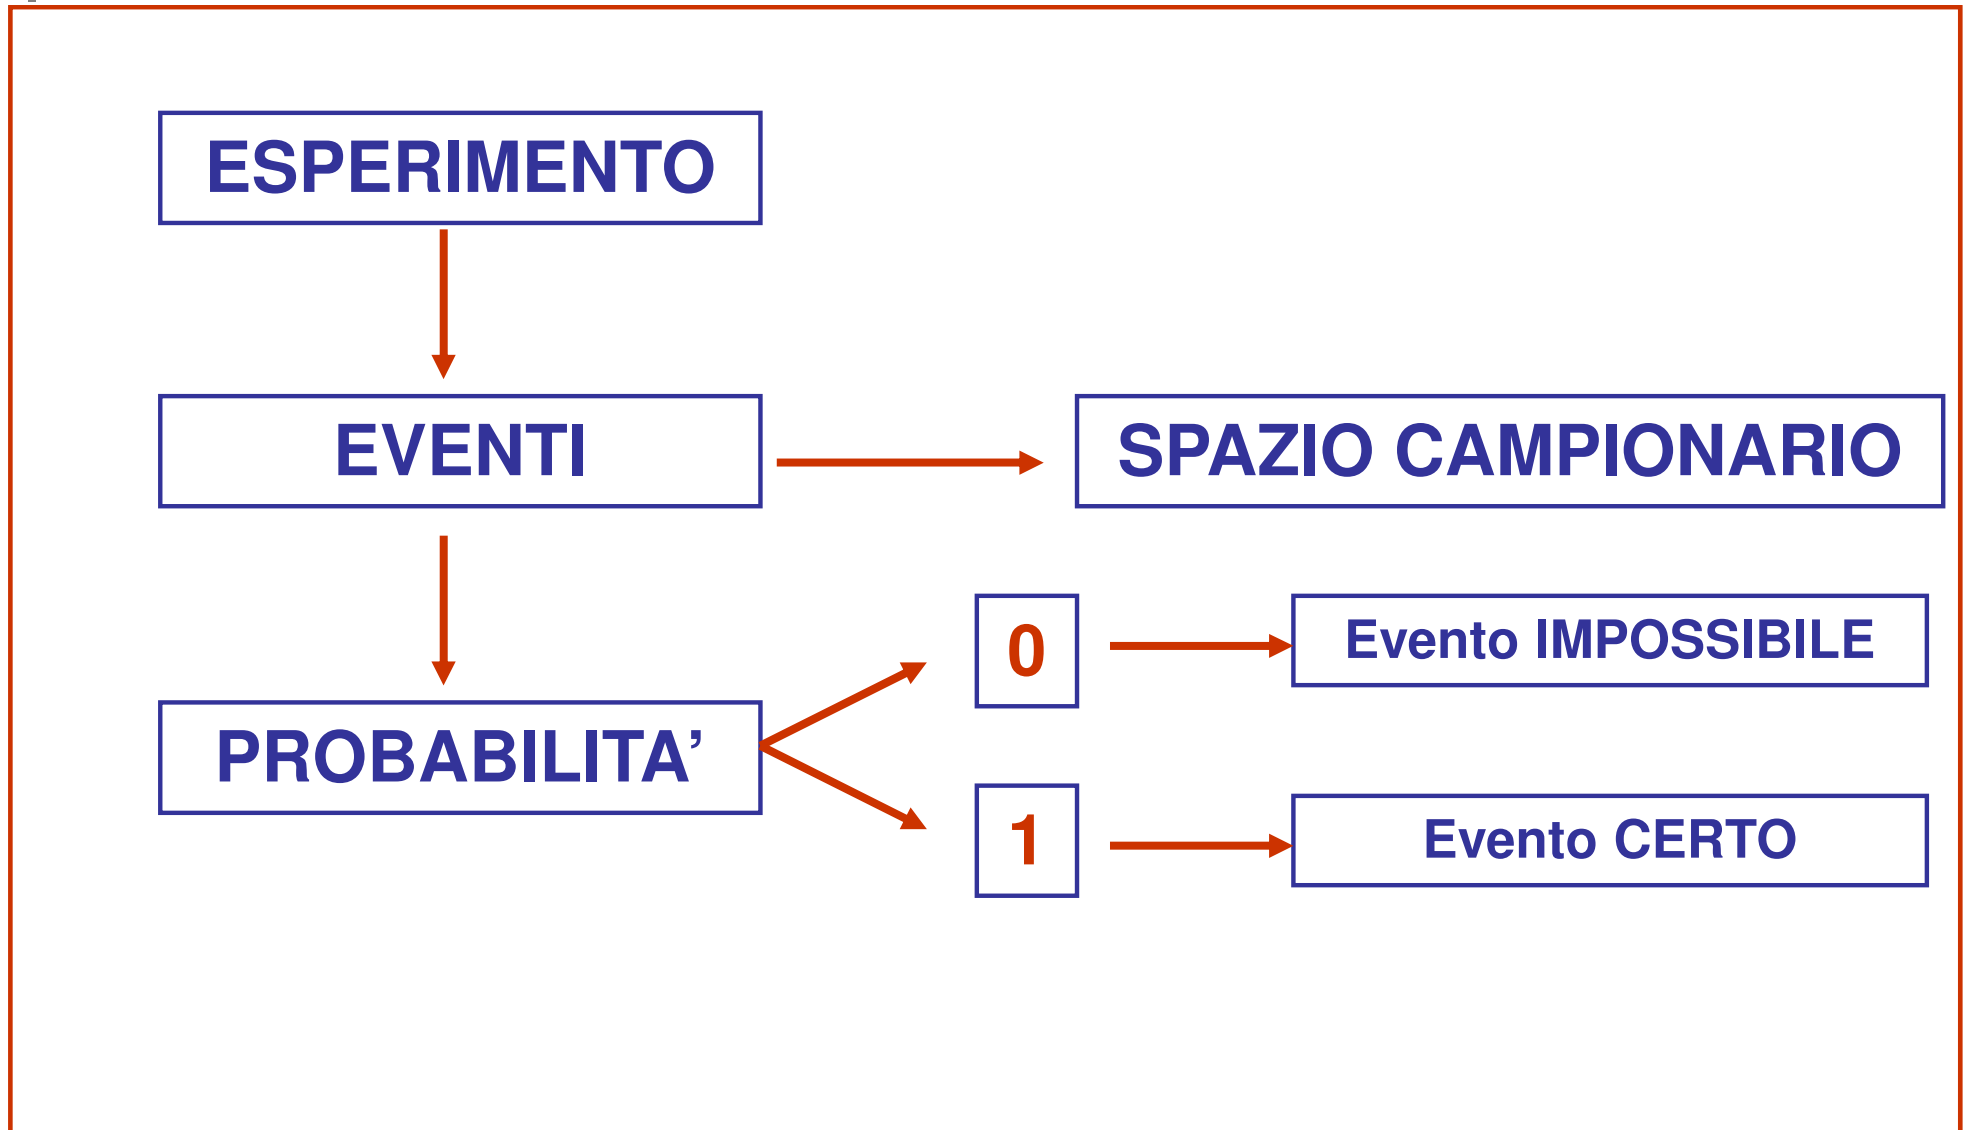 ESPERIMENTO
EVENTI
SPAZIO CAMPIONARIO
PROBABILITA’
0
Evento IMPOSSIBILE
1
Evento CERTO